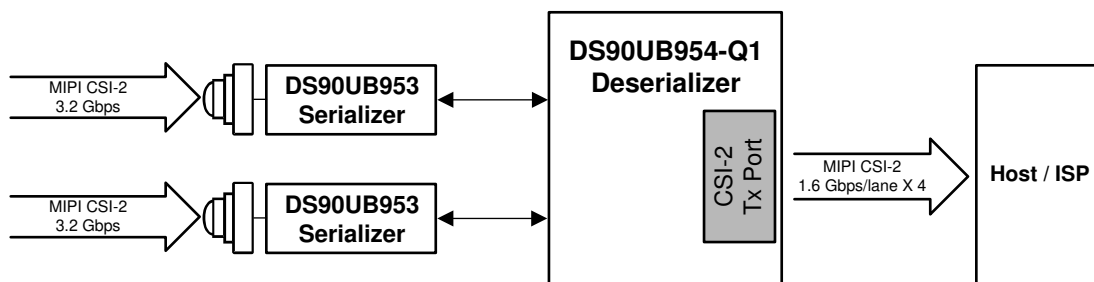 MIPI CSI-2
3.2 Gbps
DS90UB953
Serializer
MIPI CSI-2
3.2 Gbps
DS90UB953
Serializer
DS90UB954-Q1
Deserializer
CSI-2
Tx Port
MIPI CSI-2
1.6 Gbps/lane X 4
Host / ISP